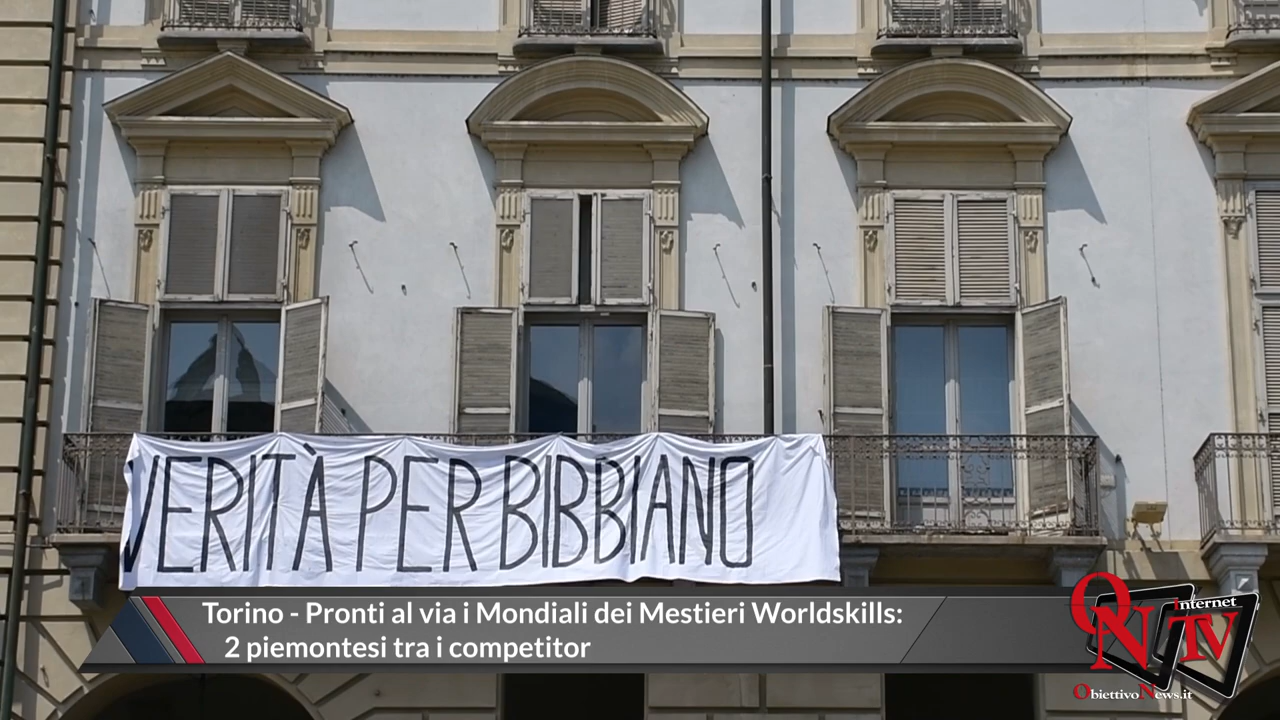 VERITÀ PER BIBBIANO
Torino - Pronti al via i Mondiali dei Mestieri Worldskills:
2 piemontesi tra i competitor
ON internet TV
ObiettivoNews.it